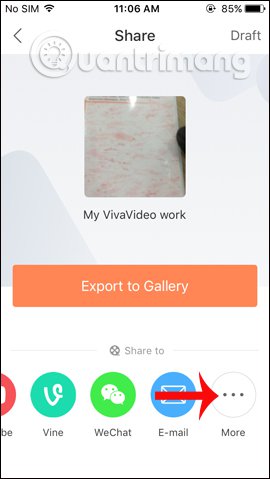 No SIM 11:06 AM 85%
Share Draft
Quantrimang
My VivaVideo work
Export to Gallery
Share to
be Vine WeChat E-mail More